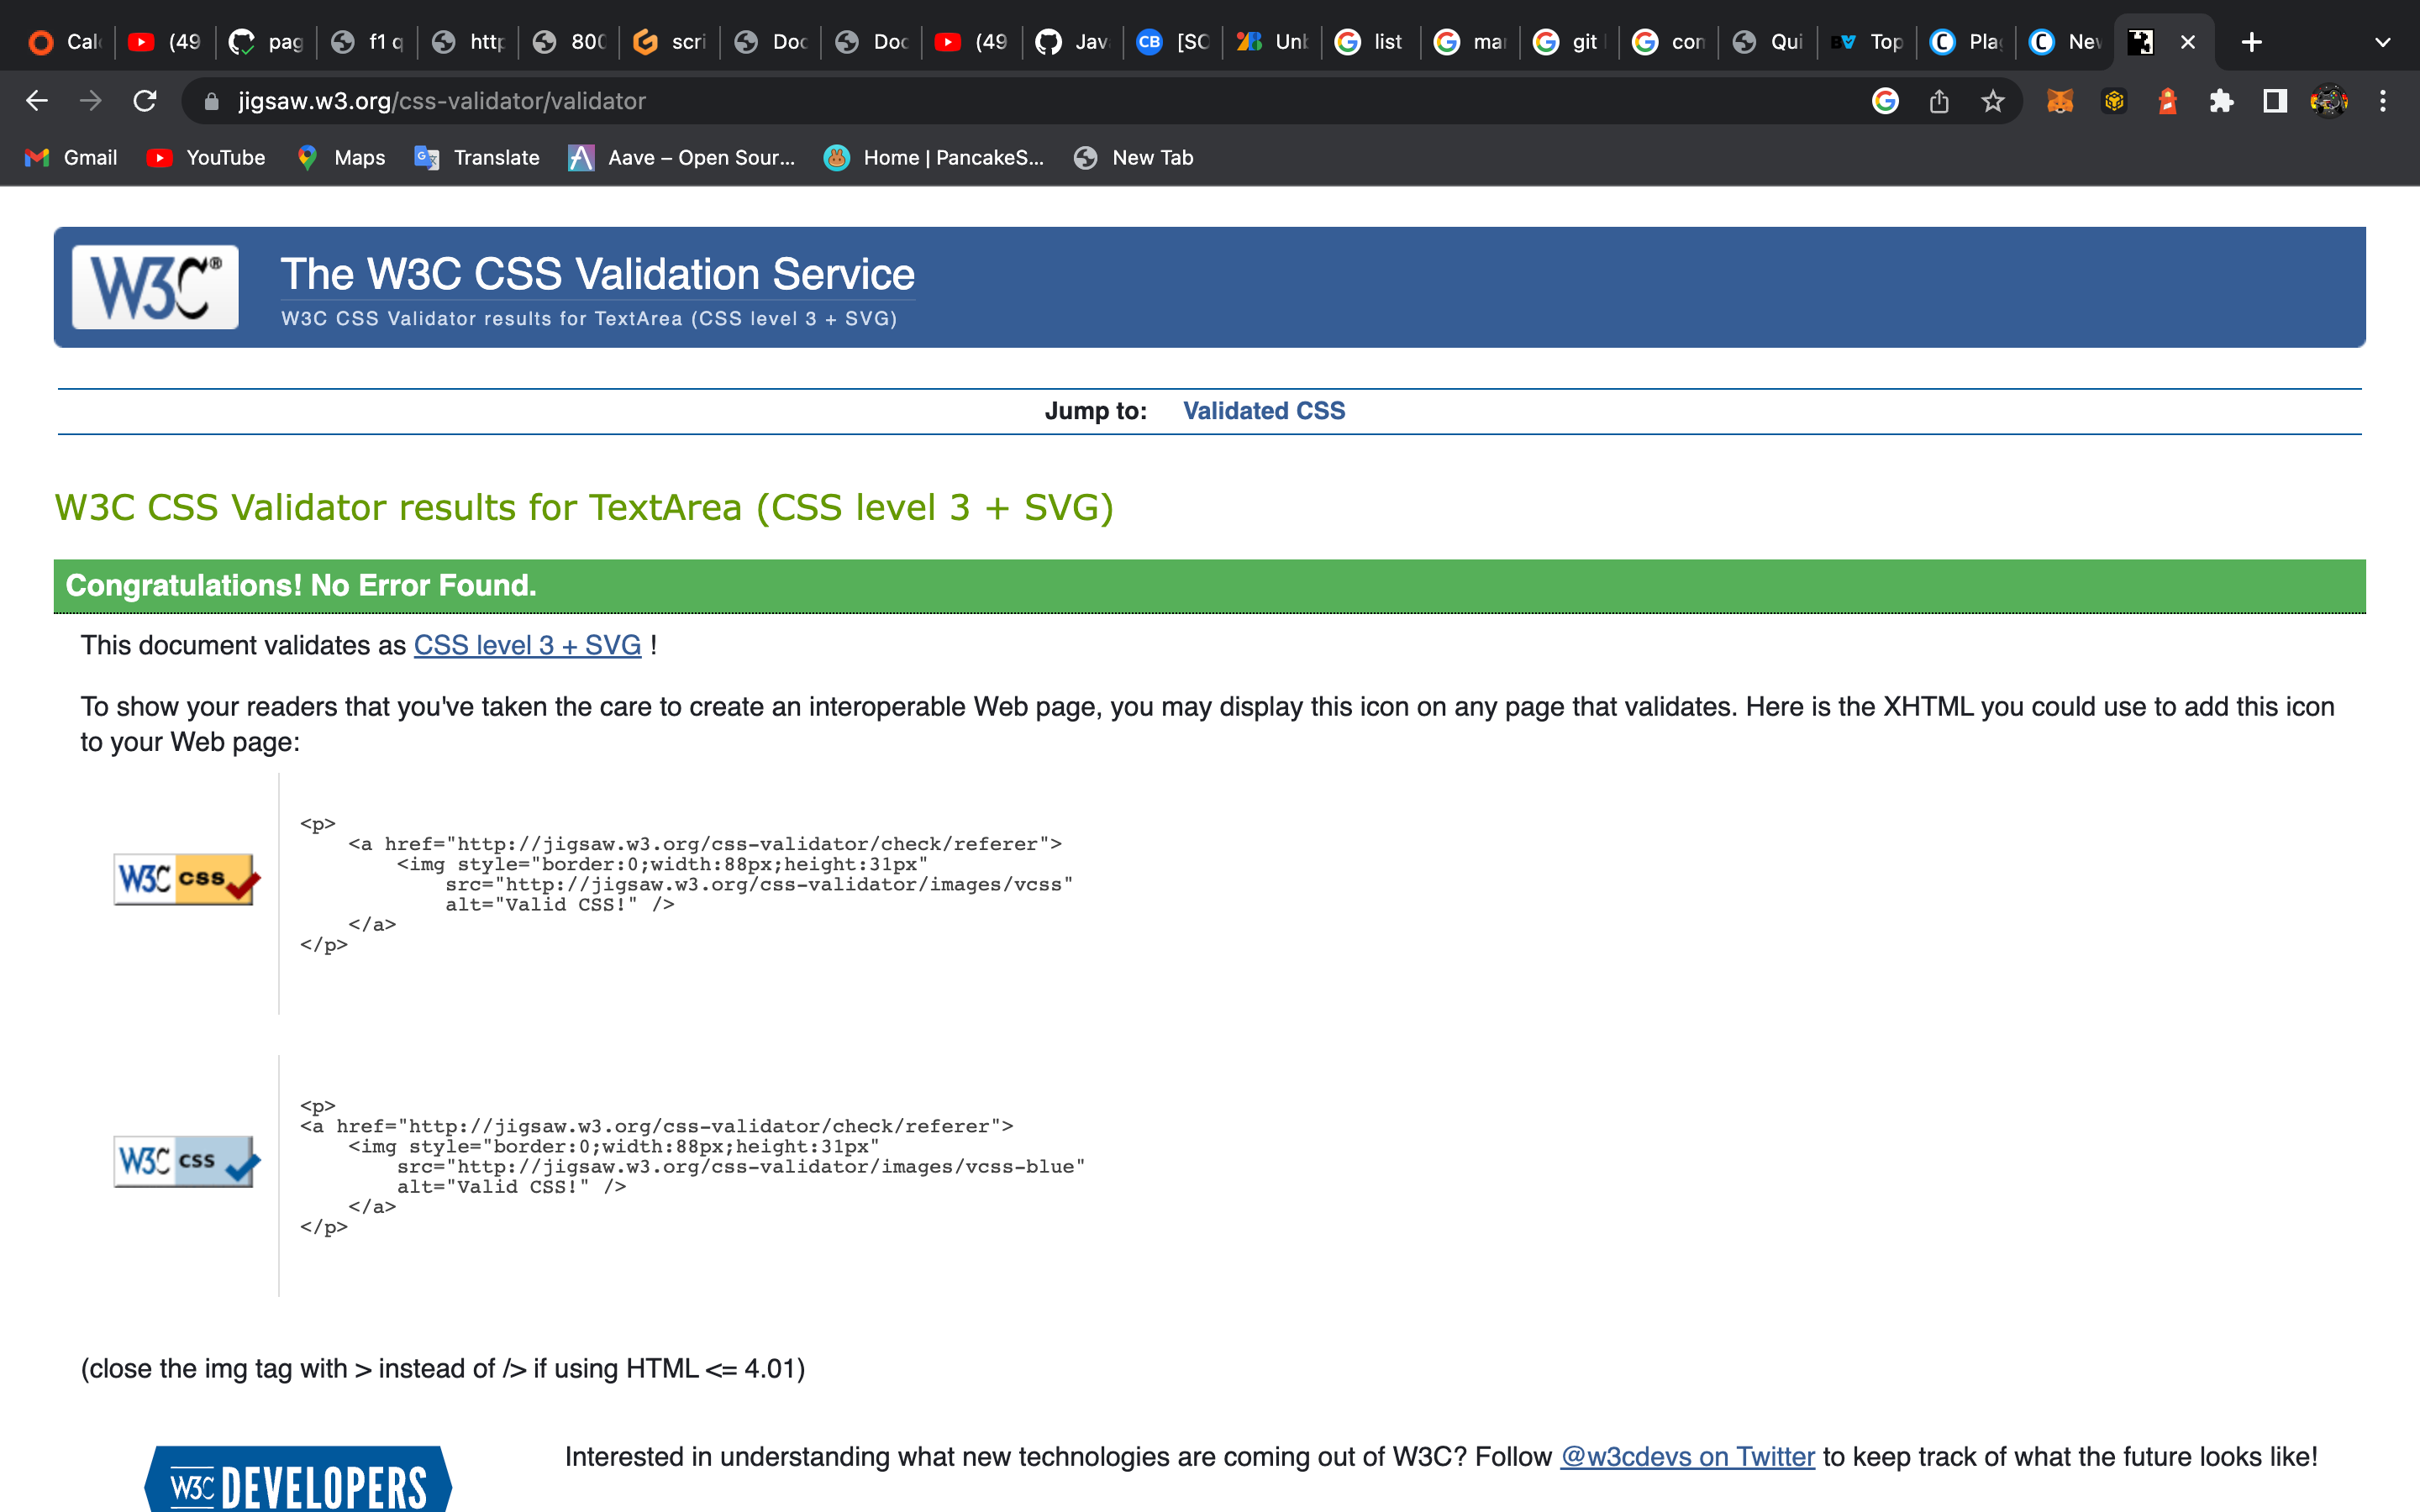 Cal (49 pag f1 q http 800 scri Doc Doc (49 Jav CB [SC Unl list mar git con Qui BV Top Pla Nev
jigsaw.w3.org/css-validator/validator
Gmail YouTube Maps Translate Aave – Open Sour... Home | PancakeS... New Tab
W3C® The W3C CSS Validation Service
W3C CSS Validator results for TextArea (CSS level 3 + SVG)
Jump to: Validated CSS
W3C CSS Validator results for TextArea (CSS level 3 + SVG)
Congratulations! No Error Found.
This document validates as CSS level 3 + SVG !
To show your readers that you've taken the care to create an interoperable Web page, you may display this icon on any page that validates. Here is the XHTML you could use to add this icon
to your Web page:
W3C css
<p>
<a href="http://jigsaw.w3.org/css-validator/check/referer">
<img style="border:0;width:88px;height:31px"
src="http://jigsaw.w3.org/css-validator/images/vcss"
alt="Valid CSS!" />
</a>
</p>
W3C css
<p>
<a href="http://jigsaw.w3.org/css-validator/check/referer">
<img style="border:0;width:88px;height:31px"
src="http://jigsaw.w3.org/css-validator/images/vcss-blue"
alt="Valid CSS!" />
</a>
</p>
(close the img tag with > instead of /> if using HTML <= 4.01)
W3C DEVELOPERS
Interested in understanding what new technologies are coming out of W3C? Follow @w3cdevs on Twitter to keep track of what the future looks like!